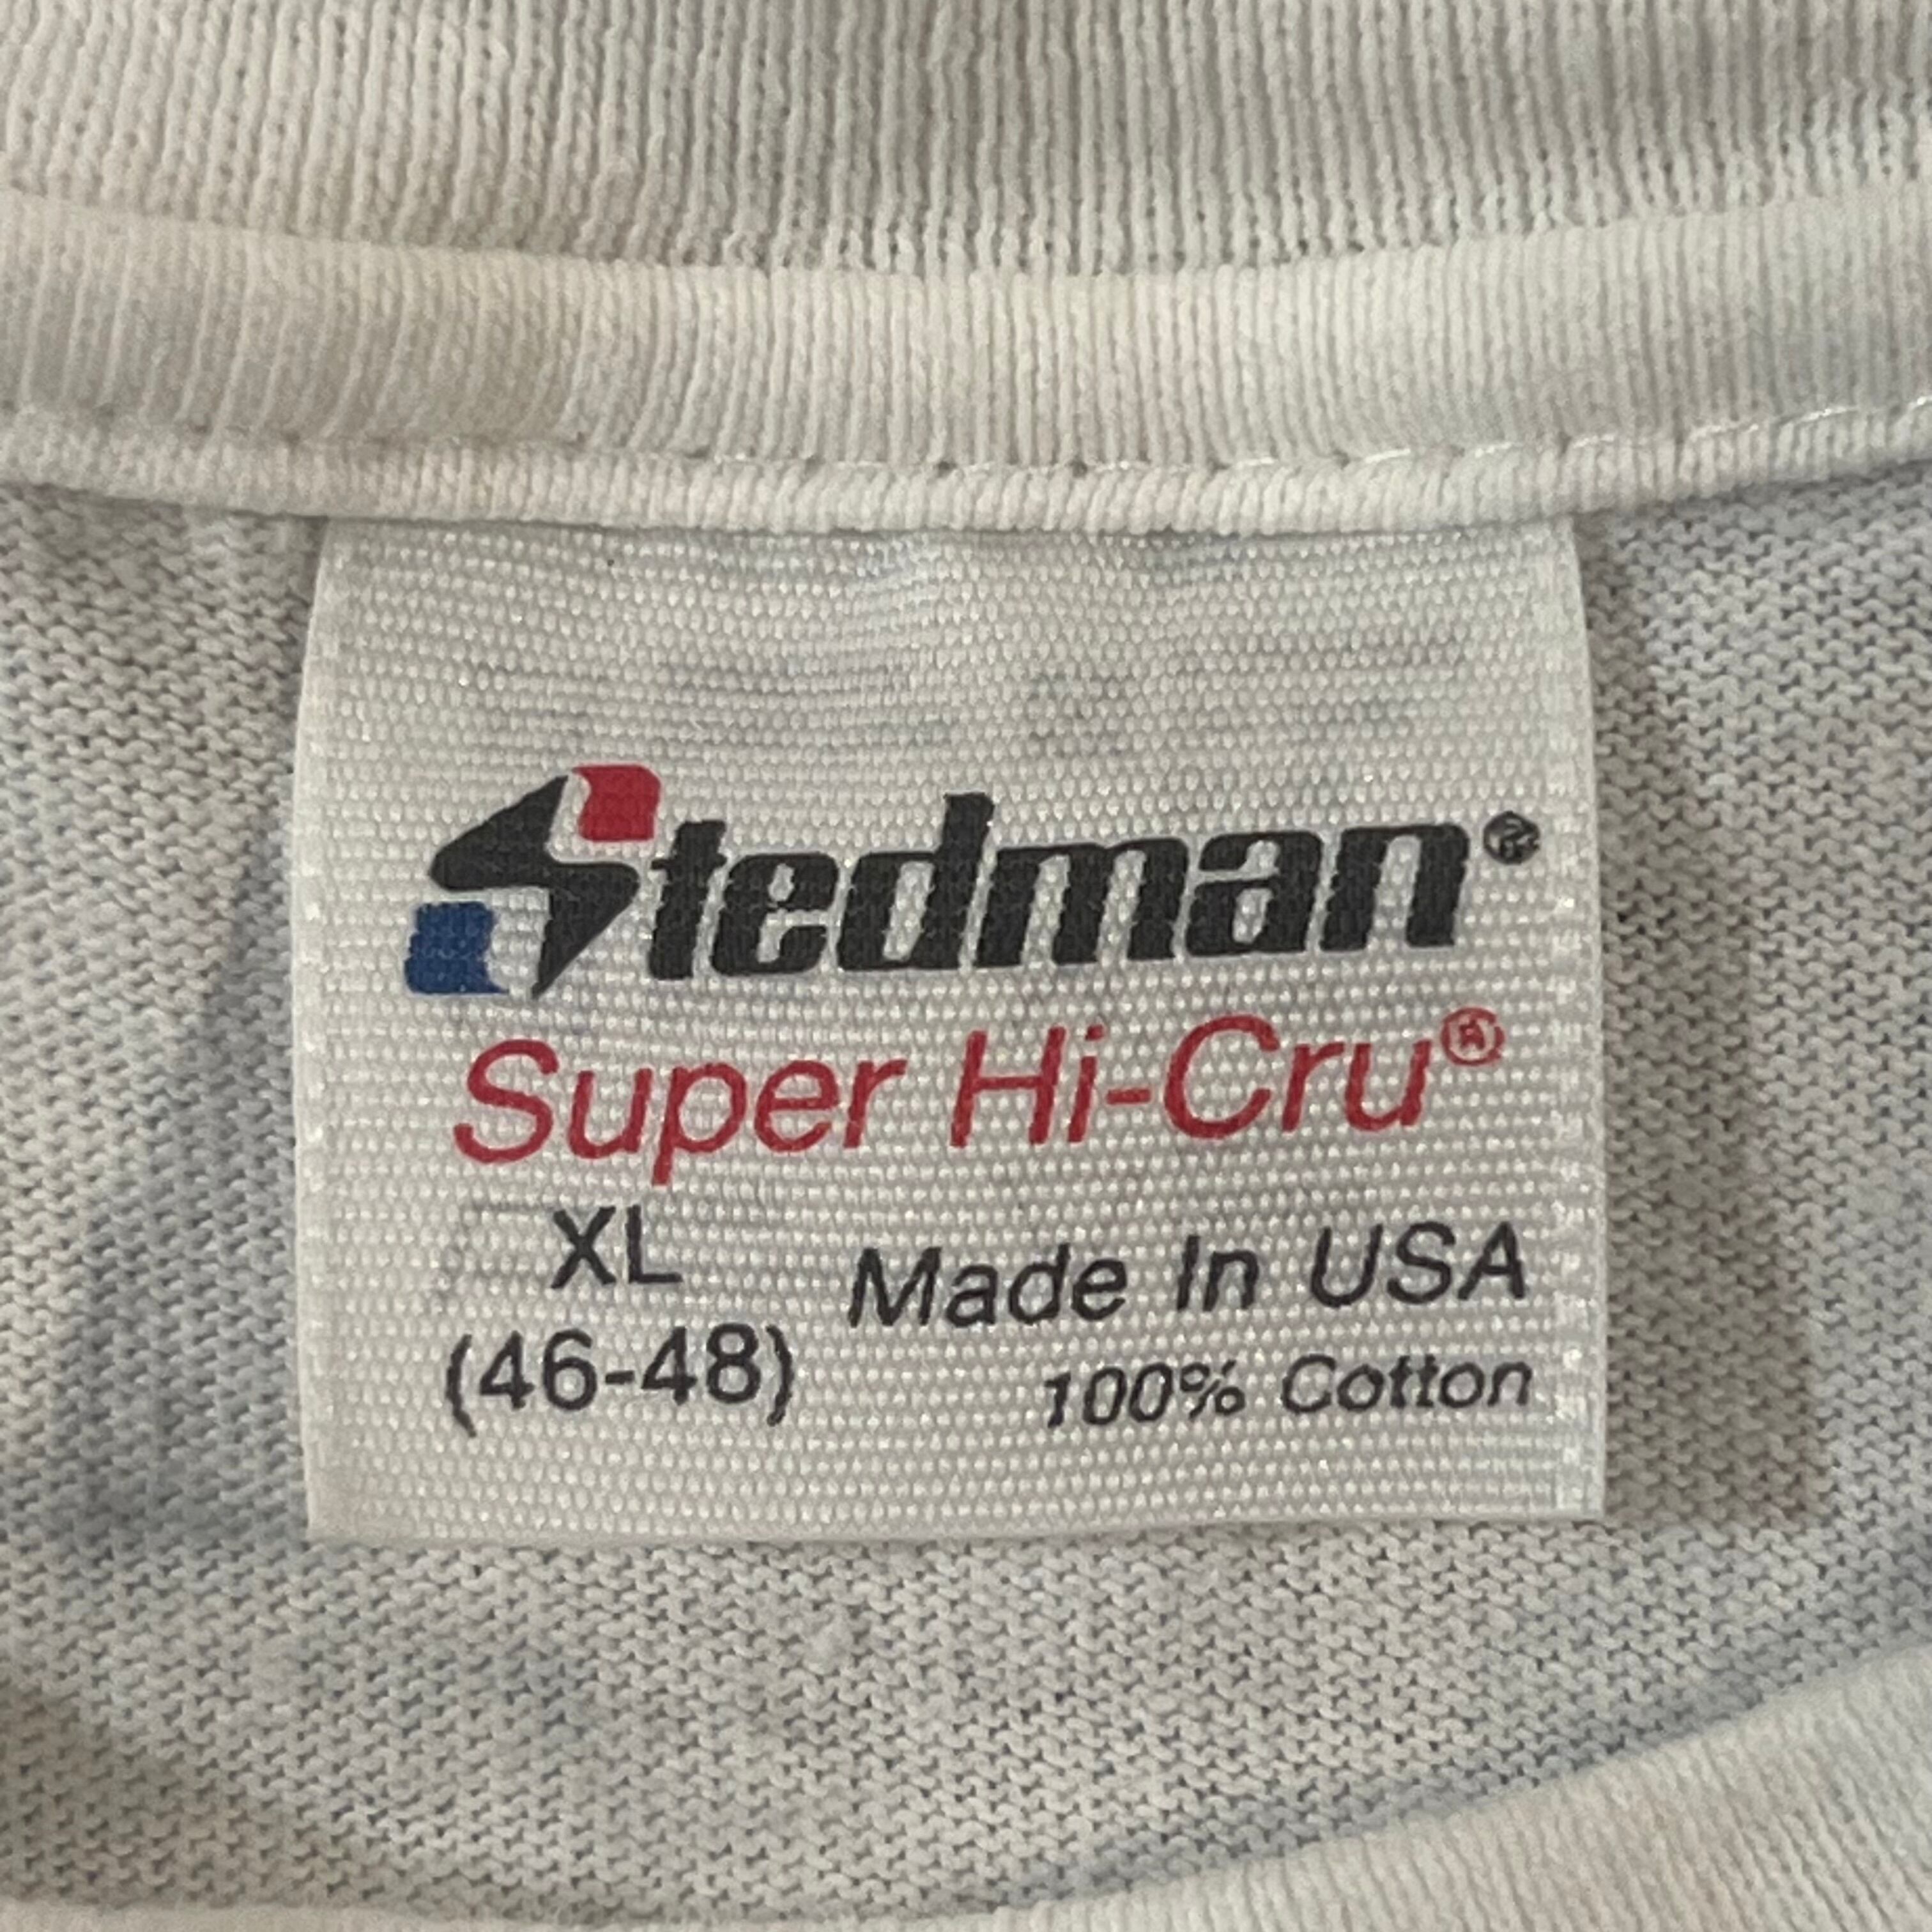 Stedman®
Super Hi-Cru®
XL
(46-48)
Made In USA
100% Cotton